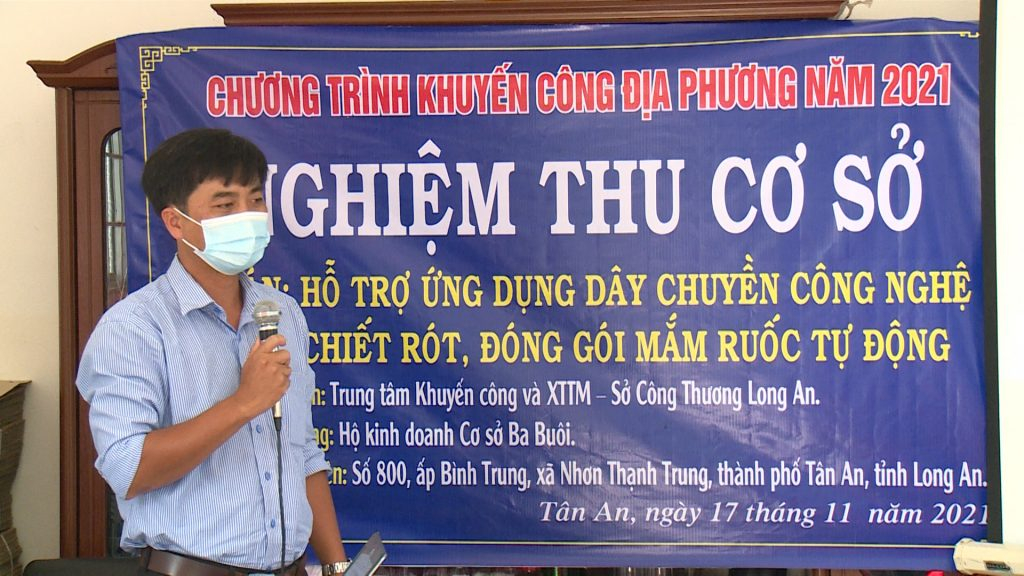 CHƯƠNG TRÌNH KHUYẾN CÔNG ĐỊA PHƯƠNG NĂM 2021
NGHIỆM THU CƠ SỞ
HỖ TRỢ ỨNG DỤNG DÂY CHUYỀN CÔNG NGHỆ
CHIẾT RÓT, ĐÓNG GÓI MẮM RUỐC TỰ ĐỘNG
Trung tâm Khuyến công và XTTM – Sở Công Thương Long An.
Hộ kinh doanh Cơ sở Ba Buôi.
Số 800, ấp Bình Trung, xã Nhơn Thạnh Trung, thành phố Tân An, tỉnh Long An.
Tân An, ngày 17 tháng 11 năm 2021